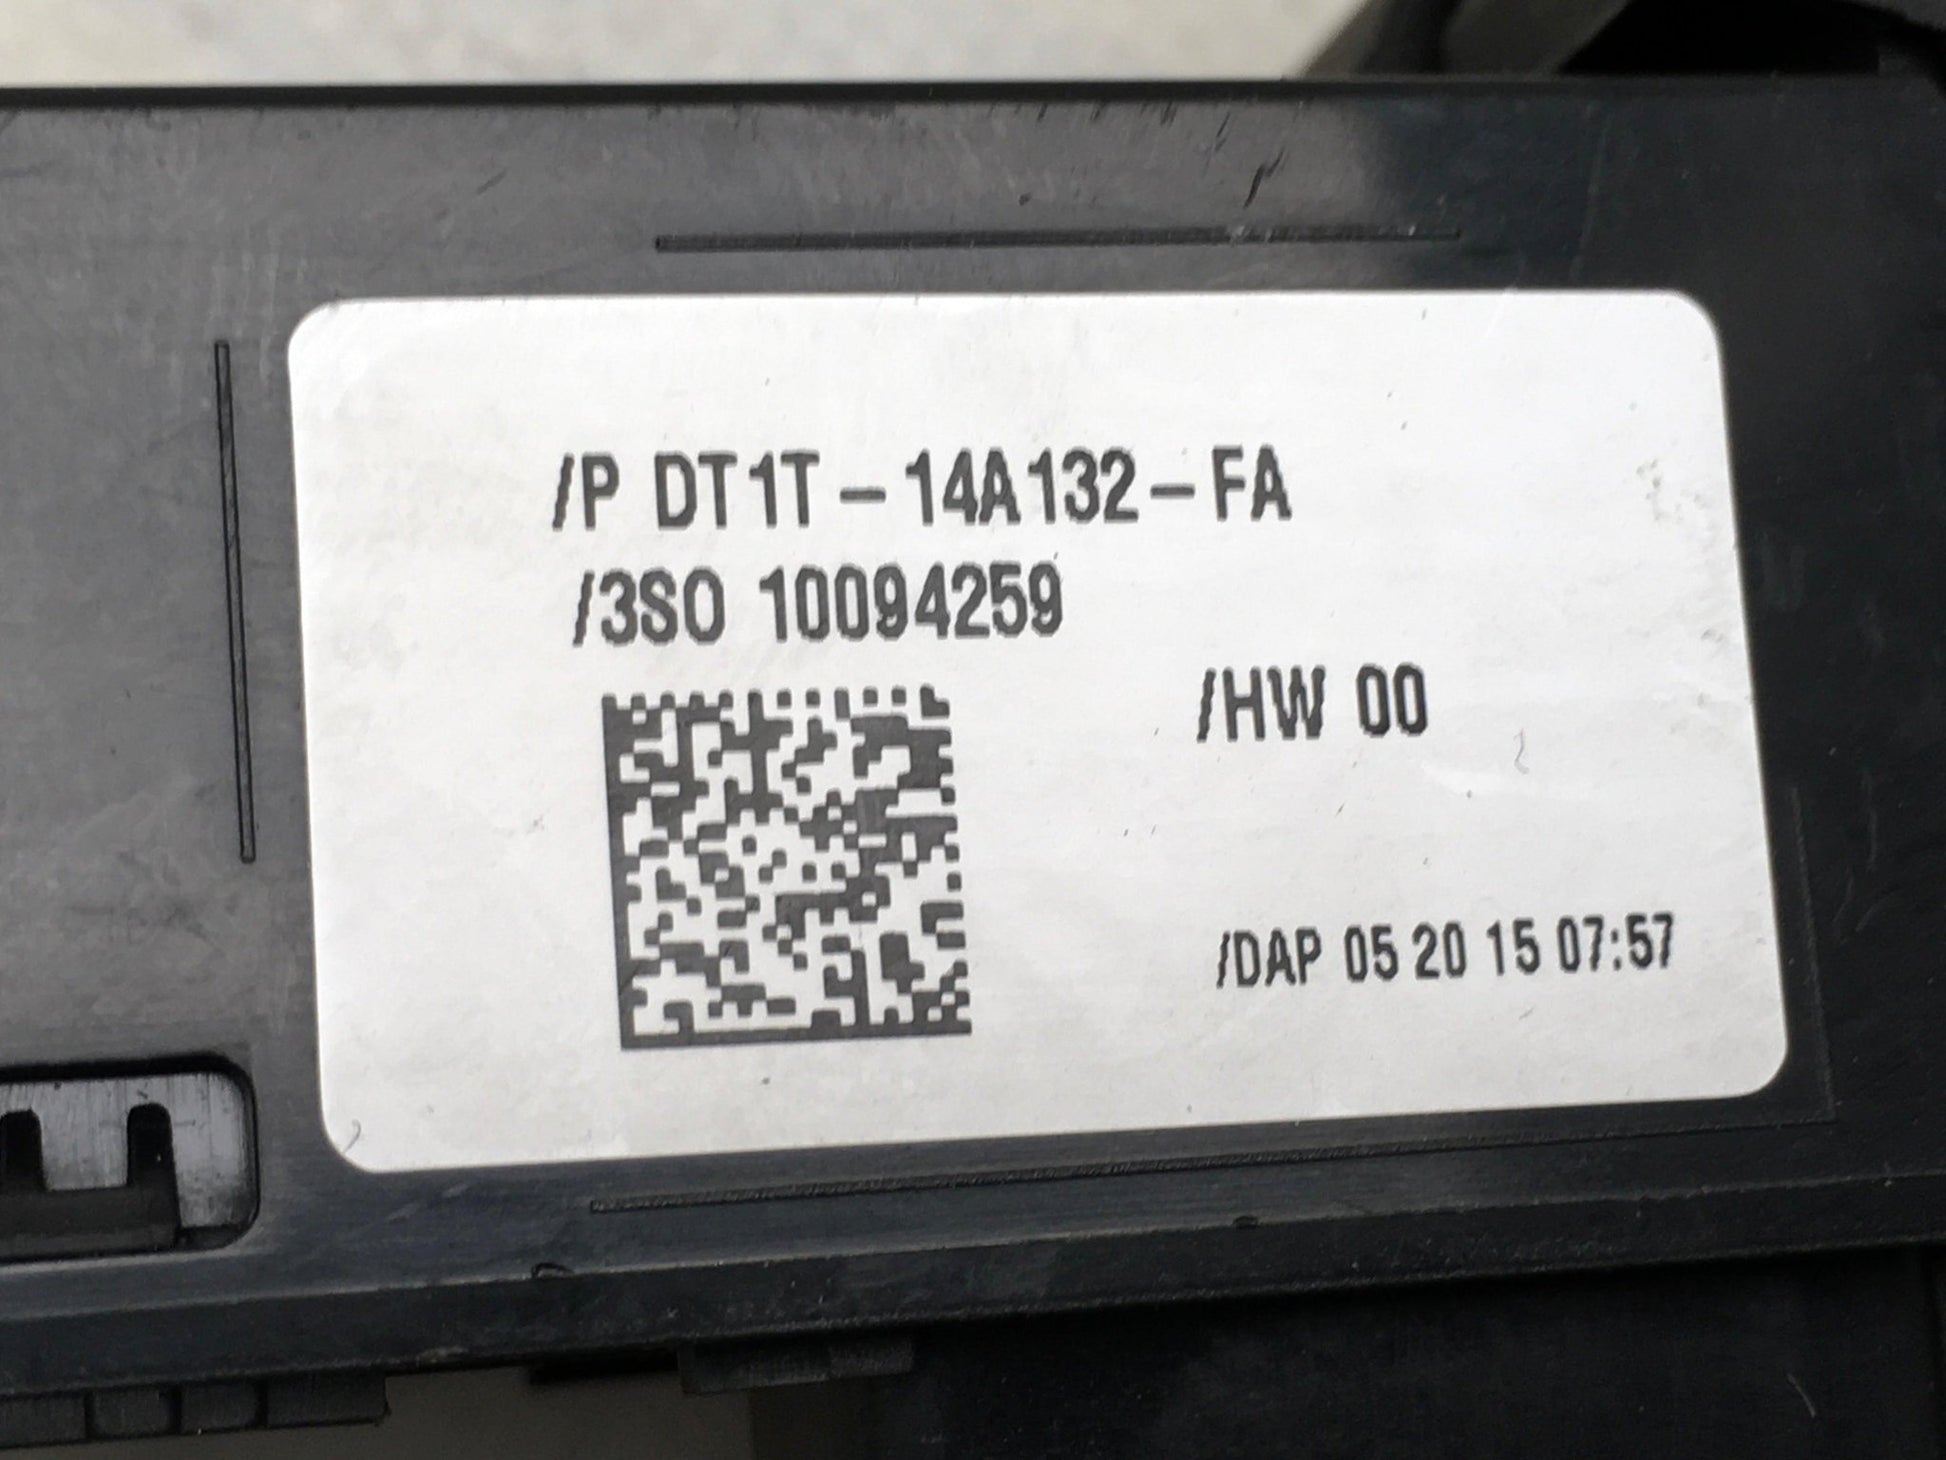 /P DT1T-14A132-FA
/3SO 10094259
/HW 00
/DAP 05 20 15 07:57